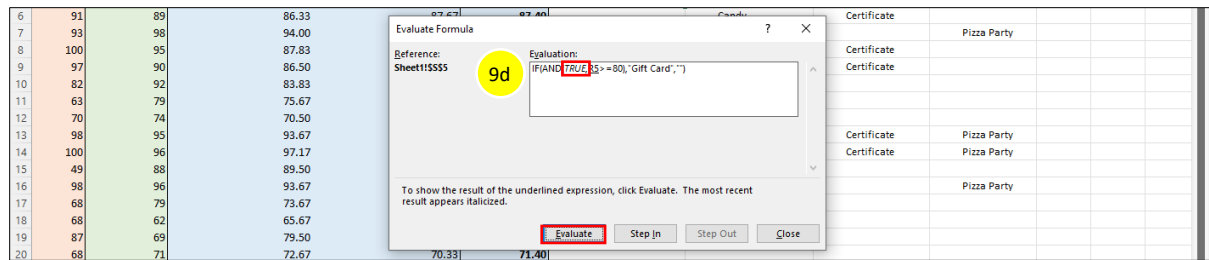 6 91 89 86.33 87.67 87.40 Candy Certificate
7 93 98 94.00 Pizza Party
8 100 95 87.83 Certificate
9 97 90 86.50 Certificate
10 82 92 83.83
11 63 79 75.67
12 70 74 70.50
13 98 95 93.67 Certificate Pizza Party
14 100 96 97.17 Certificate Pizza Party
15 49 88 89.50
16 98 96 93.67 Pizza Party
17 68 79 73.67
18 68 62 65.67
19 87 69 79.50
20 68 71 72.67 70.33 71.40
Evaluate Formula ? ×
Reference: Evaluation:
Sheet1!$S$5 IF(AND(TRUE,R5>=80),"Gift Card","")
9d
To show the result of the underlined expression, click Evaluate. The most recent
result appears italicized.
Evaluate Step In Step Out Close